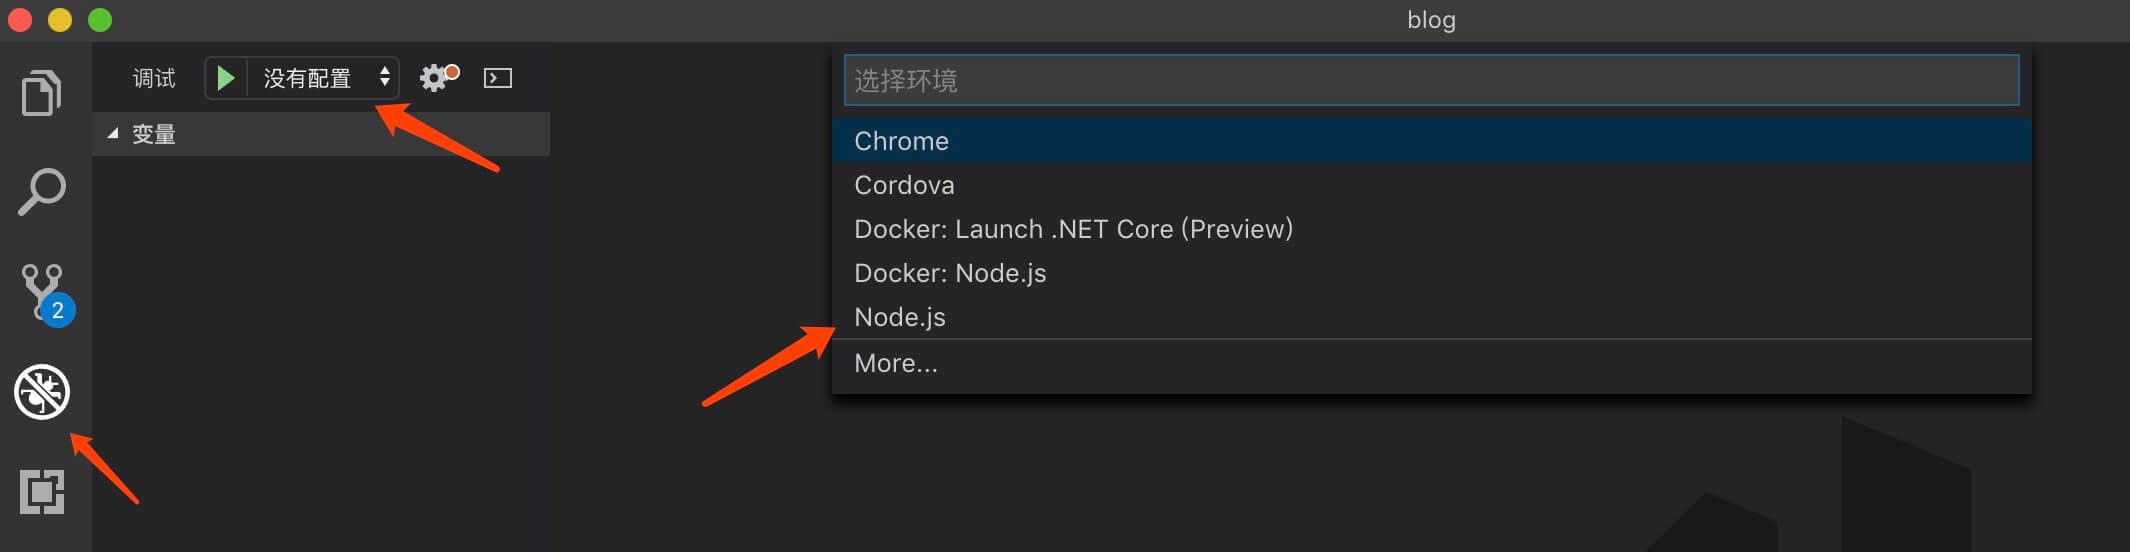 blog
调试
没有配置
变量
2
选择环境
Chrome
Cordova
Docker: Launch .NET Core (Preview)
Docker: Node.js
Node.js
More...